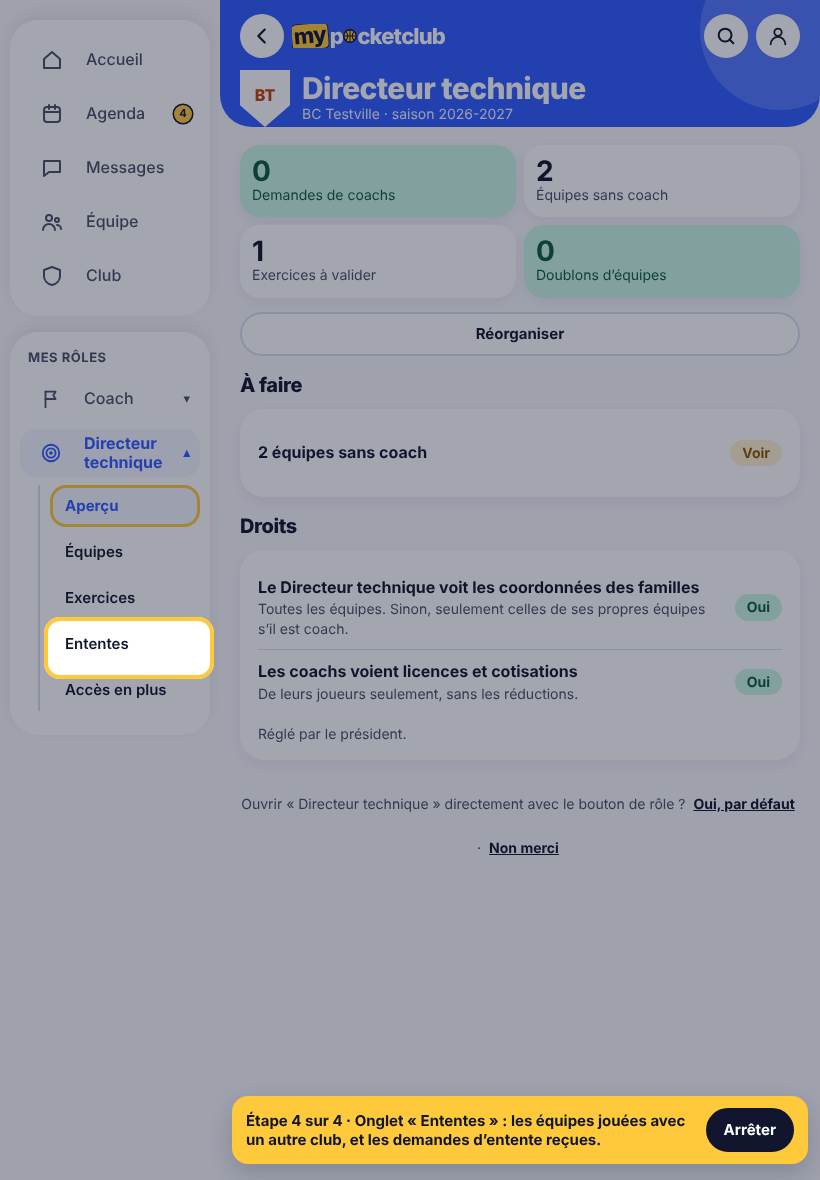 Accueil
Agenda
4
Messages
Équipe
Club
MES RÔLES
Coach
Directeur
technique
Aperçu
Équipes
Exercices
Ententes
Accès en plus
mypocketclub
BT
Directeur technique
BC Testville · saison 2026-2027
0
Demandes de coachs
2
Équipes sans coach
1
Exercices à valider
0
Doublons d’équipes
Réorganiser
À faire
2 équipes sans coach
Voir
Droits
Le Directeur technique voit les coordonnées des familles
Toutes les équipes. Sinon, seulement celles de ses propres équipes
s’il est coach.
Oui
Les coachs voient licences et cotisations
De leurs joueurs seulement, sans les réductions.
Oui
Réglé par le président.
Ouvrir « Directeur technique » directement avec le bouton de rôle ? Oui, par défaut
· Non merci
Étape 4 sur 4 · Onglet « Ententes » : les équipes jouées avec
un autre club, et les demandes d’entente reçues.
Arrêter